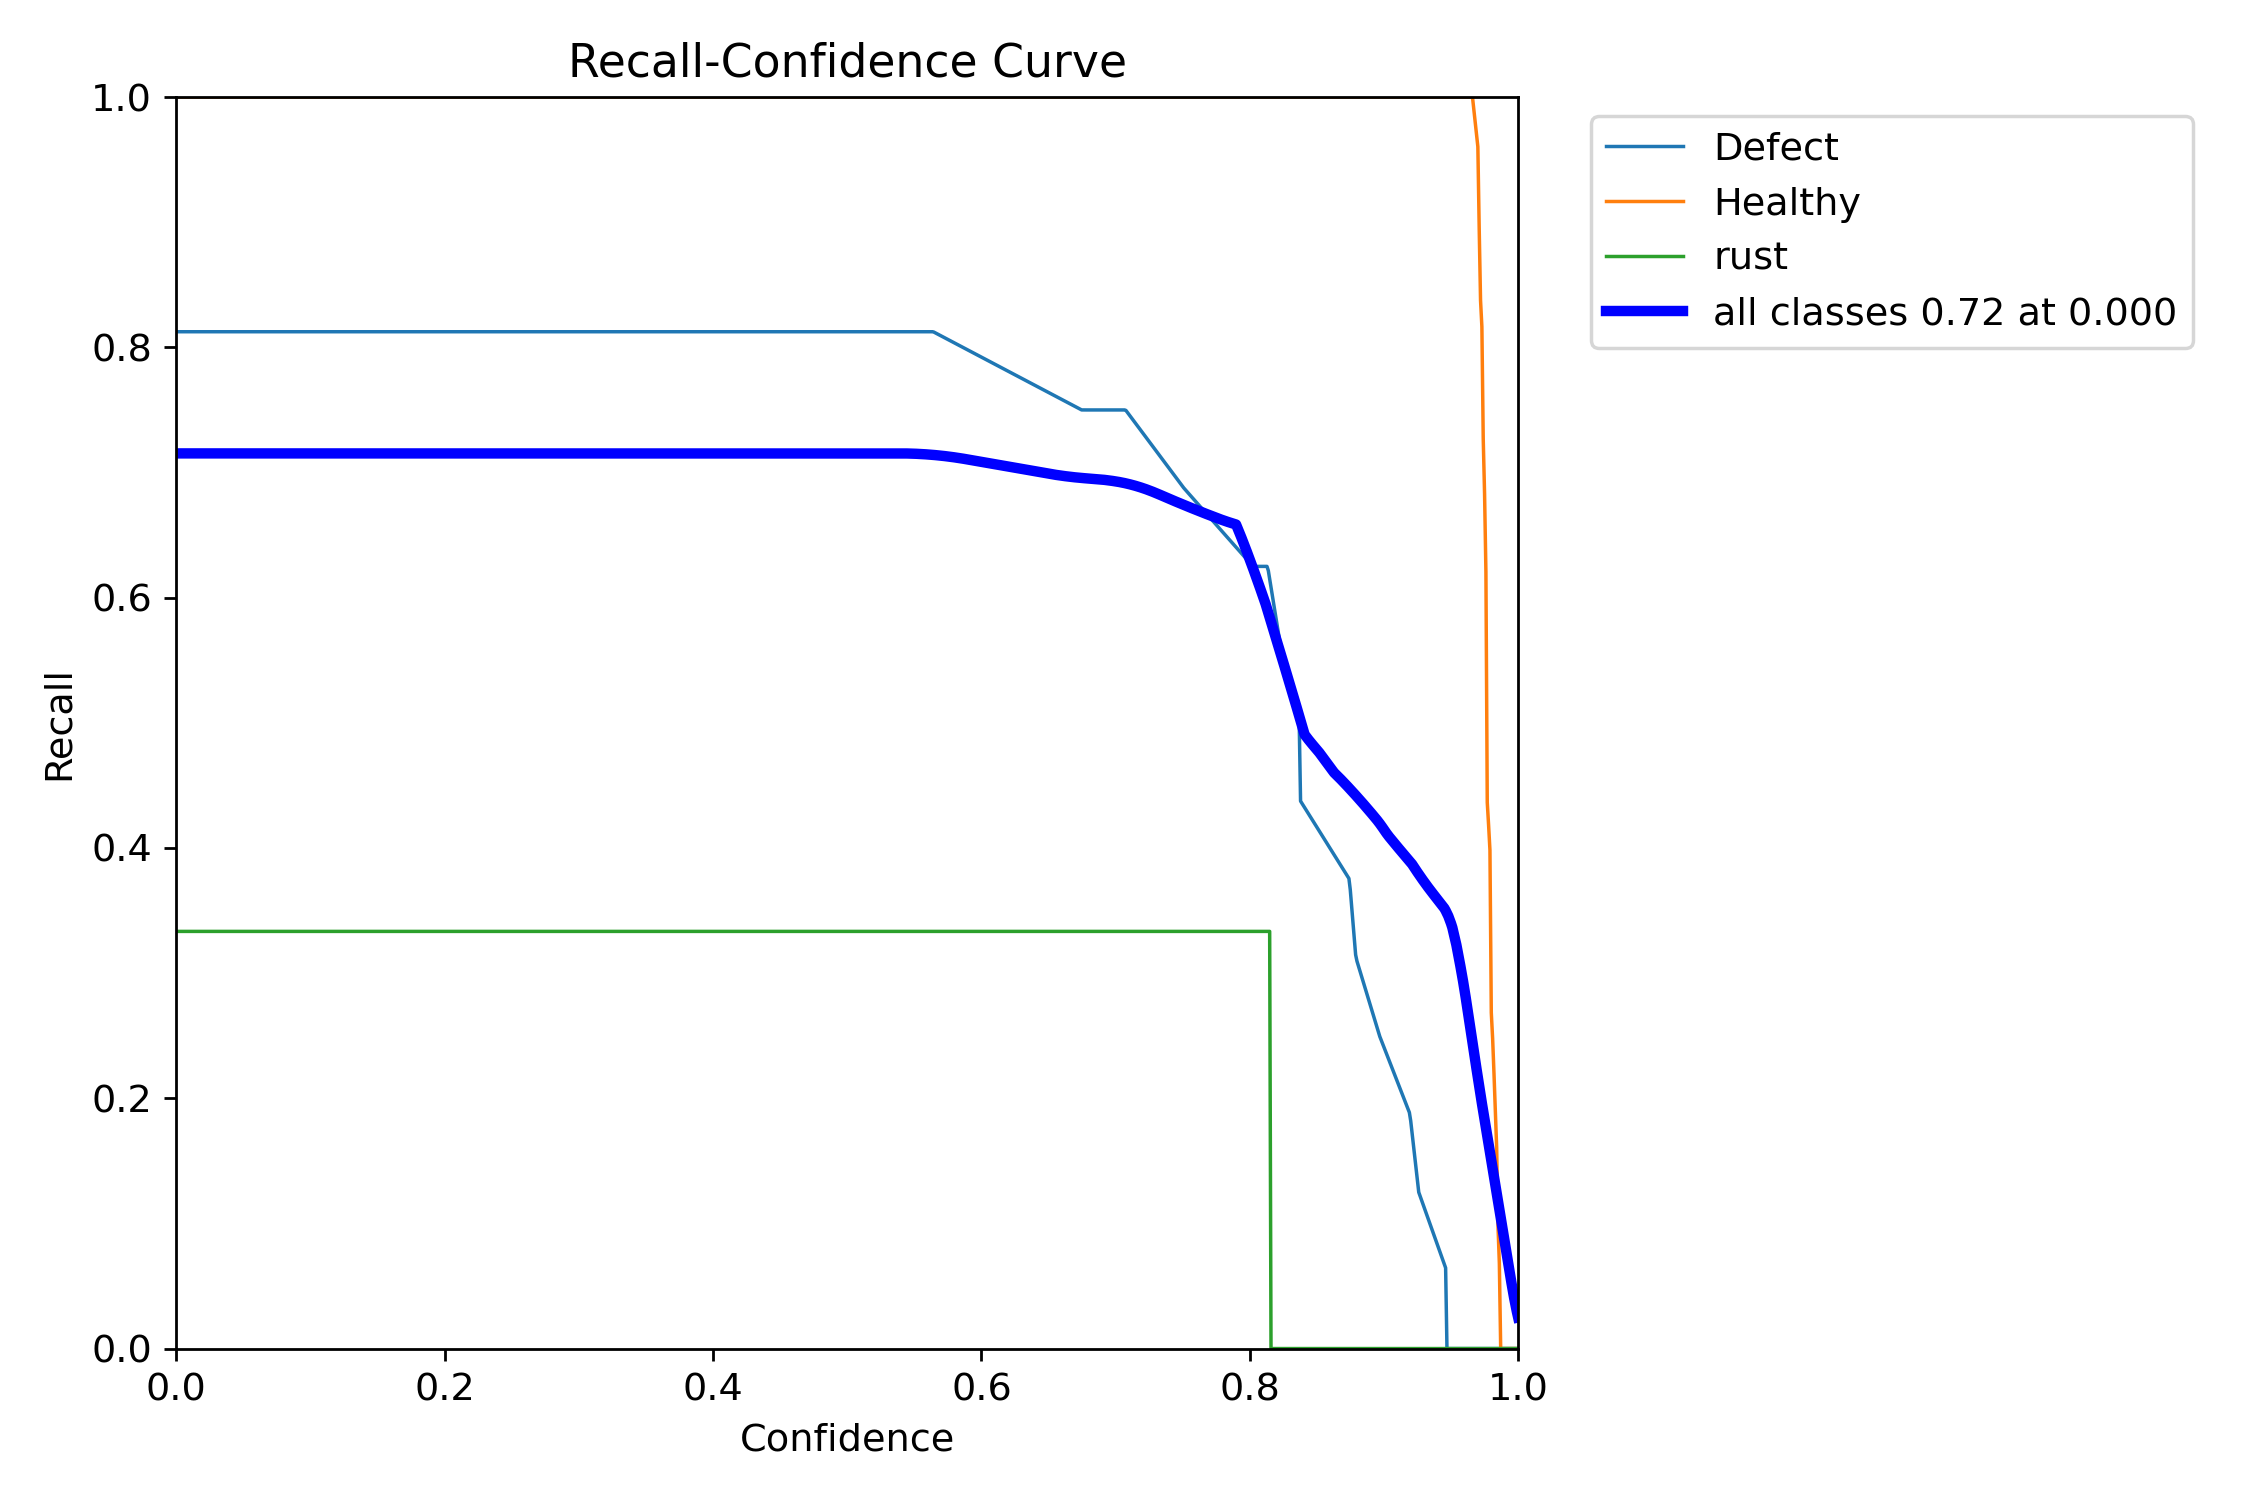 Recall-Confidence Curve
1.0
0.8
0.6
0.4
0.2
0.0
Recall
0.0 0.2 0.4 0.6 0.8 1.0
Confidence
Defect
Healthy
rust
all classes 0.72 at 0.000